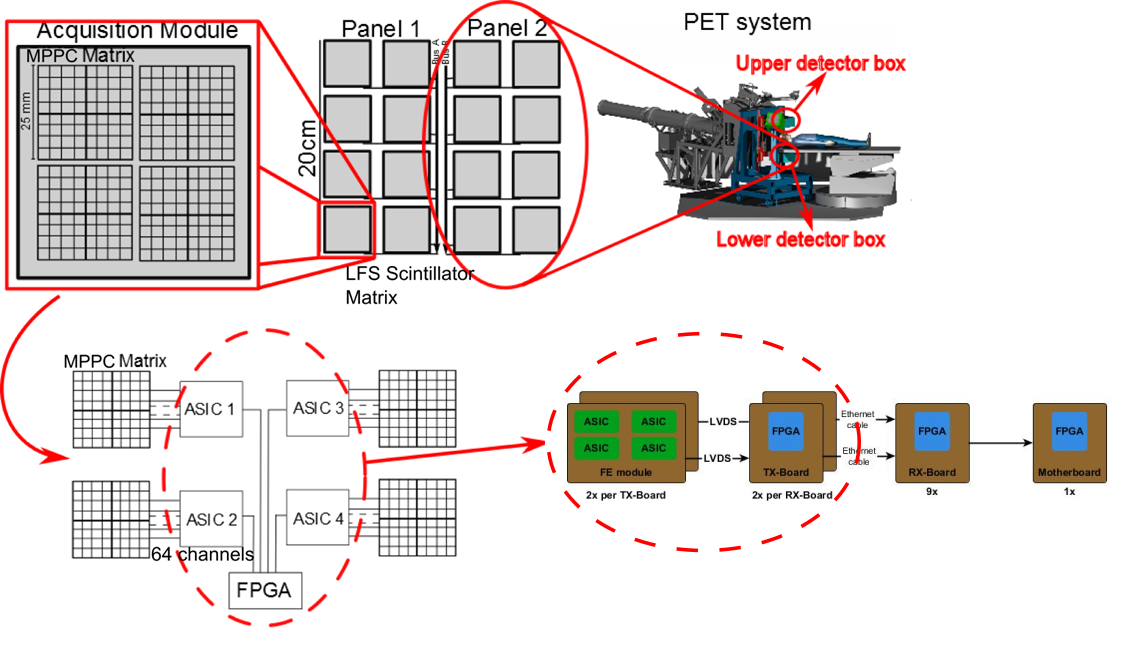 Acquisition Module
MPPC Matrix
25 mm
Panel 1
Panel 2
Bus_A
Bus_B
20cm
LFS Scintillator
Matrix
PET system
Upper detector box
Lower detector box
MPPC Matrix
ASIC 1
ASIC 3
ASIC 2
ASIC 4
64 channels
FPGA
ASIC
ASIC
ASIC
ASIC
FE module
2x per TX-Board
LVDS
LVDS
FPGA
TX-Board
2x per RX-Board
Ethernet
cable
Ethernet
cable
FPGA
RX-Board
9x
FPGA
Motherboard
1x